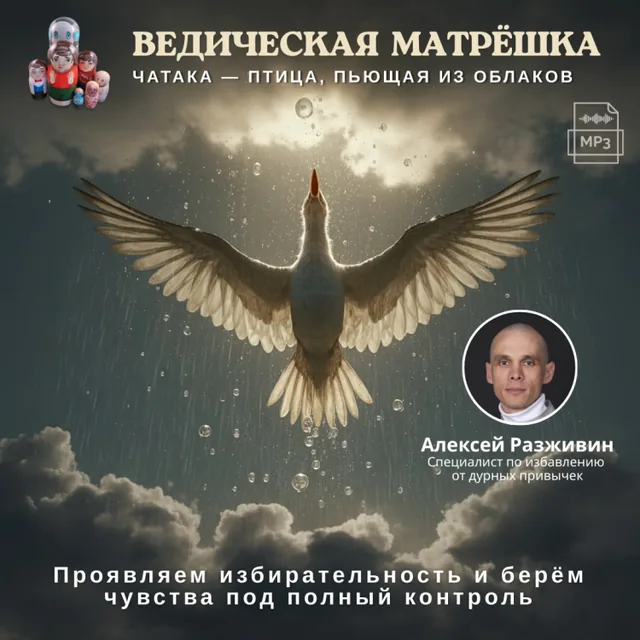 ВЕДИЧЕСКАЯ МАТРЁШКА
ЧАТАКА — ПТИЦА, ПЬЮЩАЯ ИЗ ОБЛАКОВ
MP3
Алексей Разживин
Специалист по избавлению
от дурных привычек
Проявляем избирательность и берём
чувства под полный контроль